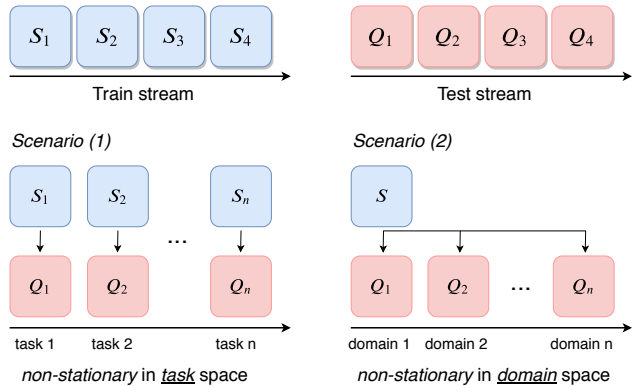 S1 S2 S3 S4
Train stream
Q1 Q2 Q3 Q4
Test stream
Scenario (1)
S1 S2 ... Sn
Q1 Q2 Qn
task 1 task 2 task n
non-stationary in task space
Scenario (2)
S
Q1 Q2 ... Qn
domain 1 domain 2 domain n
non-stationary in domain space